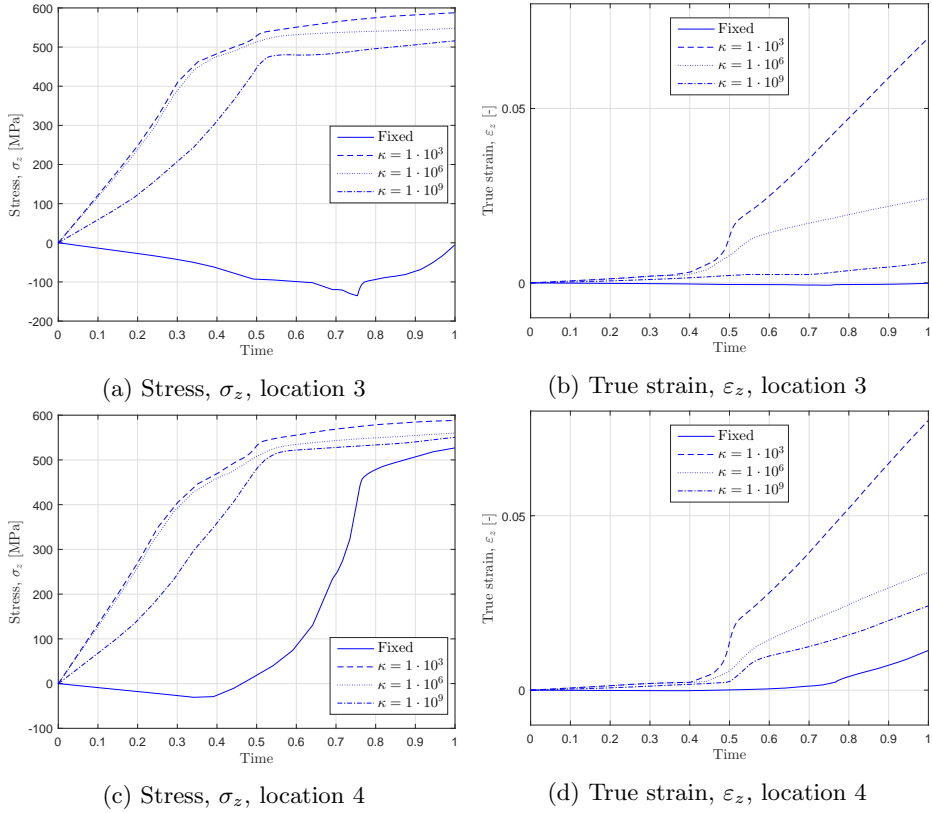 600
500
400
300
200
100
0
-100
-200
Stress, σ_z [MPa]
Fixed
κ = 1 · 10^3
κ = 1 · 10^6
κ = 1 · 10^9
0 0.1 0.2 0.3 0.4 0.5 0.6 0.7 0.8 0.9 1
Time
(a) Stress, σ_z, location 3
0.05
0
True strain, ε_z [-]
Fixed
κ = 1 · 10^3
κ = 1 · 10^6
κ = 1 · 10^9
0 0.1 0.2 0.3 0.4 0.5 0.6 0.7 0.8 0.9 1
Time
(b) True strain, ε_z, location 3
600
500
400
300
200
100
0
-100
Stress, σ_z [MPa]
Fixed
κ = 1 · 10^3
κ = 1 · 10^6
κ = 1 · 10^9
0 0.1 0.2 0.3 0.4 0.5 0.6 0.7 0.8 0.9 1
Time
(c) Stress, σ_z, location 4
0.05
0
True strain, ε_z [-]
Fixed
κ = 1 · 10^3
κ = 1 · 10^6
κ = 1 · 10^9
0 0.1 0.2 0.3 0.4 0.5 0.6 0.7 0.8 0.9 1
Time
(d) True strain, ε_z, location 4